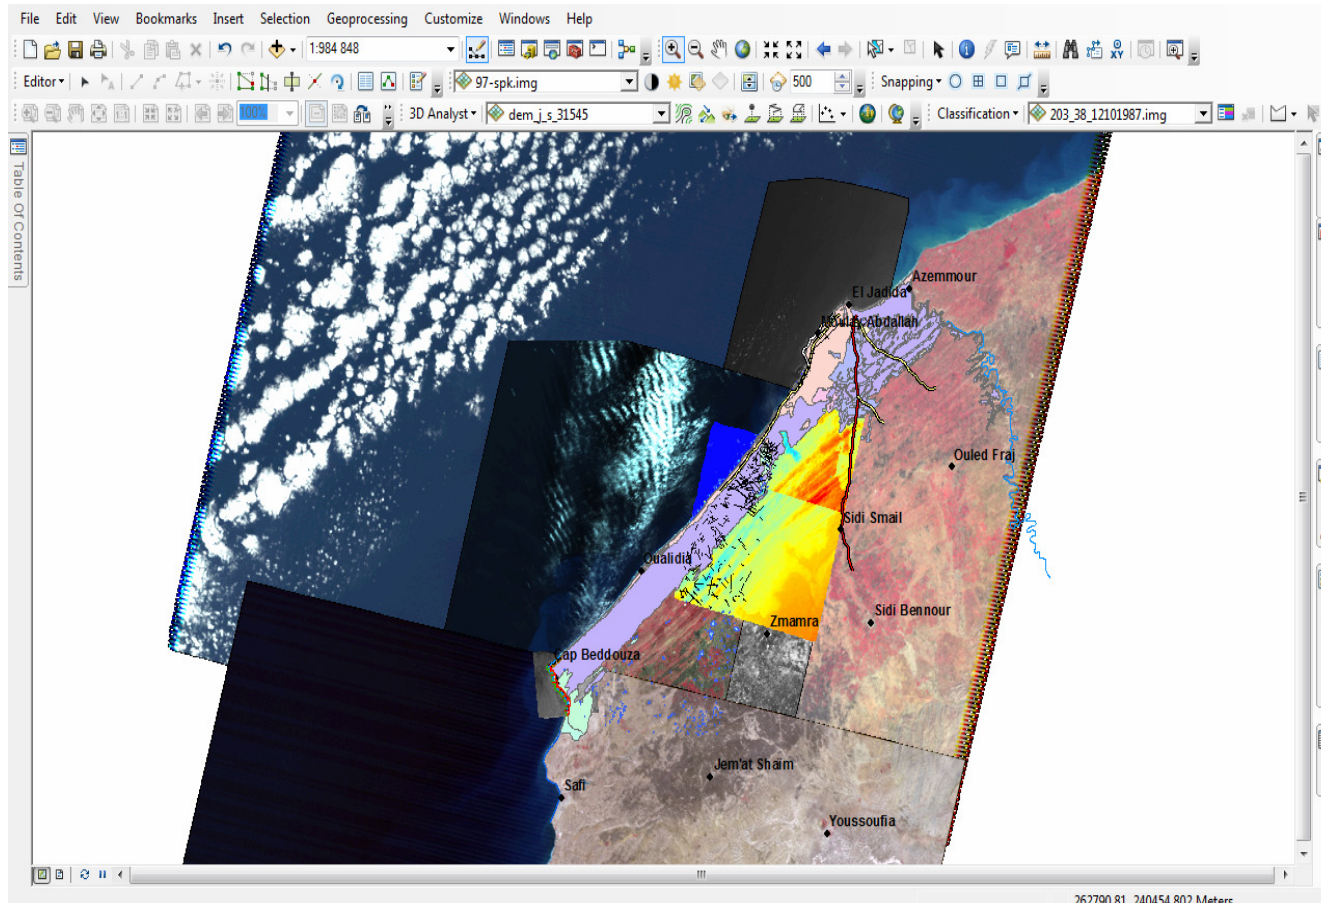 File Edit View Bookmarks Insert Selection Geoprocessing Customize Windows Help
1:984 848
Editor 97-spk.img 500 Snapping
100% 3D Analyst dem_j_s_31545 Classification 203_38_12101987.img
Table Of Contents
Azemmour
El Jadida
Moulay Abdallah
Ouled Fraj
Sidi Smail
Oualidia
Sidi Bennour
Zmamra
Cap Beddouza
Jem'at Shaim
Safi
Youssoufia
262790,81 240454,802 Meters